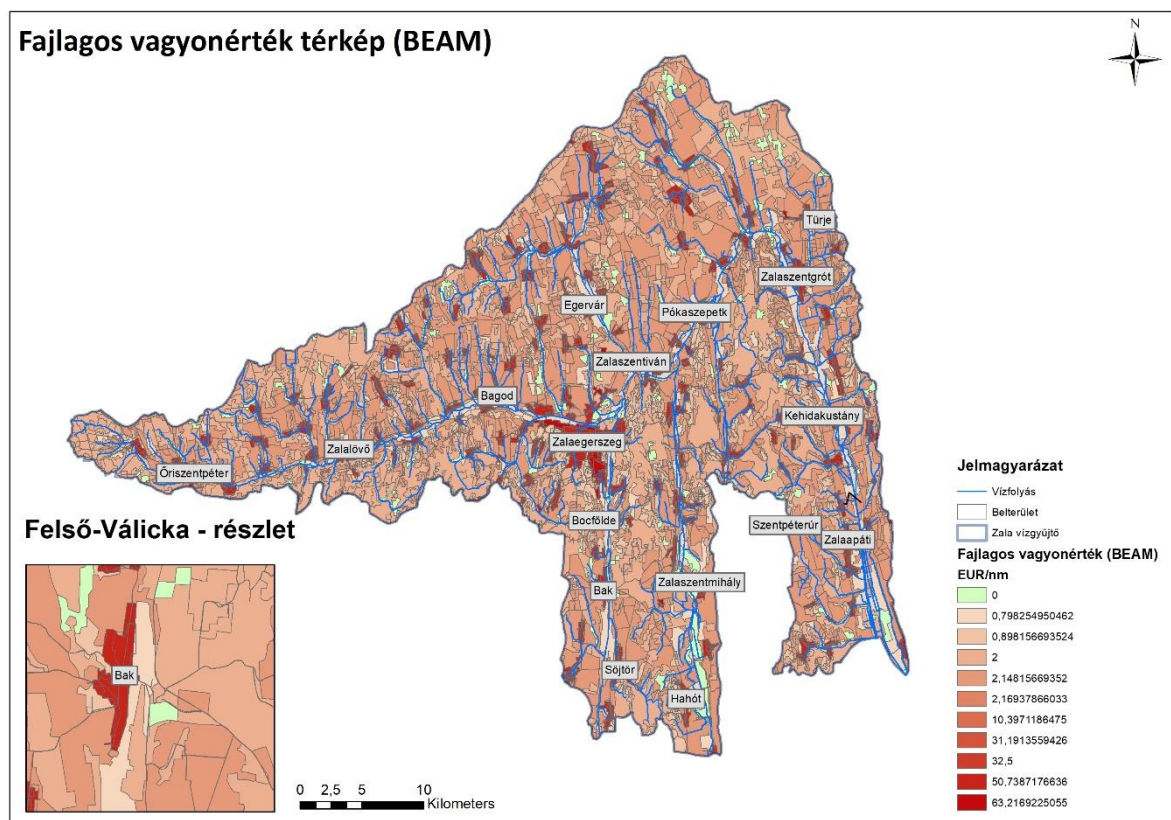 Fajlagos vagyonérték térkép (BEAM)
N
Türje
Zalaszentgrót
Egervár
Pókaszepetk
Zalaszentiván
Bagod
Kehidakustány
Zalaegerszeg
Zalalövő
Őriszentpéter
Bocfölde
Szentpéterúr
Zalaapáti
Zalaszentmihály
Bak
Söjtör
Hahót
Felső-Válicka - részlet
Bak
0 2,5 5 10
Kilometers
Jelmagyarázat
Vízfolyás
Belterület
Zala vízgyűjtő
Fajlagos vagyonérték (BEAM)
EUR/nm
0
0,798254950462
0,898156693524
2
2,14815669352
2,16937866033
10,3971186475
31,1913559426
32,5
50,7387176636
63,2169225055